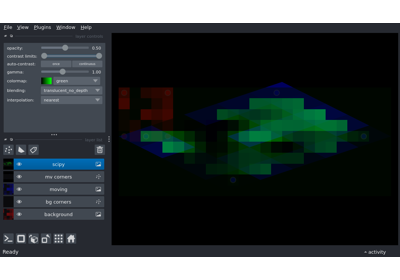 File View Plugins Window Help
opacity: 0.50
contrast limits:
auto-contrast: once continuous
gamma: 1.00
colormap: green
blending: translucent_no_depth
interpolation: nearest
scipy
mv corners
moving
bg corners
background
Ready
activity